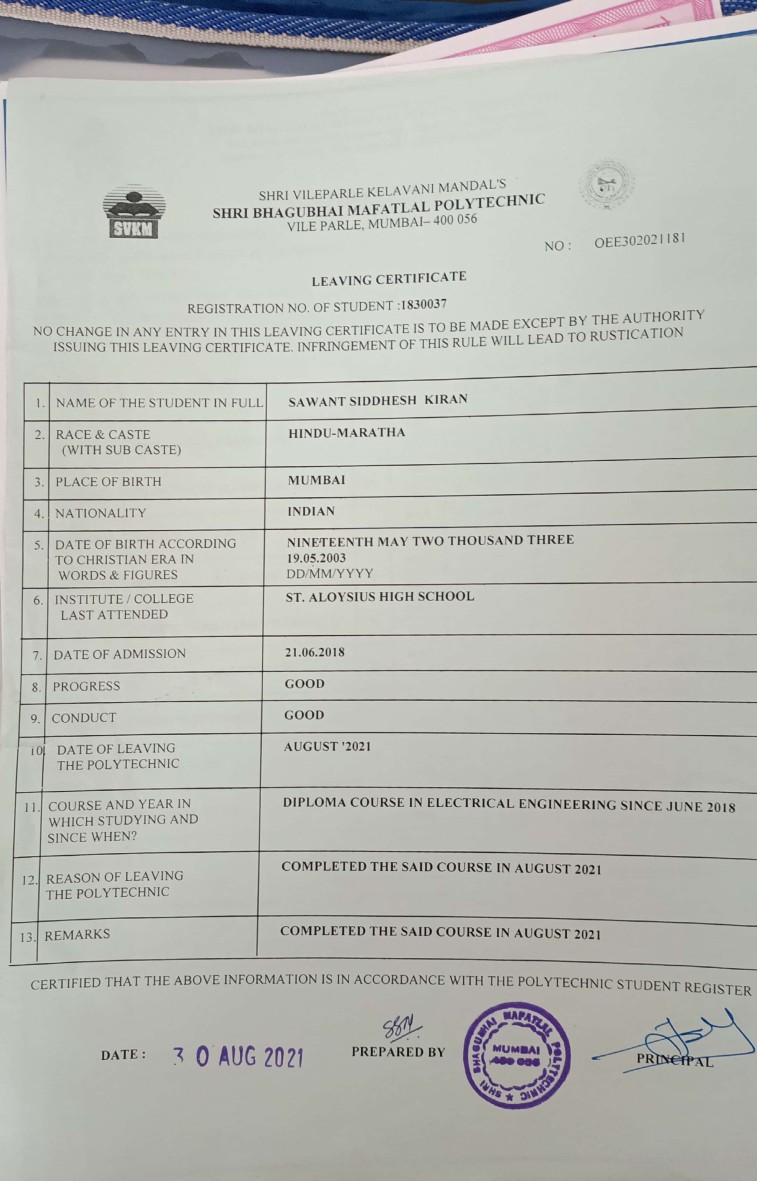 SHRI VILEPARLE KELAVANI MANDAL'S
SHRI BHAGUBHAI MAFATLAL POLYTECHNIC
VILE PARLE, MUMBAI– 400 056
SVKM
NO : OEE302021181
LEAVING CERTIFICATE
REGISTRATION NO. OF STUDENT :1830037
NO CHANGE IN ANY ENTRY IN THIS LEAVING CERTIFICATE IS TO BE MADE EXCEPT BY THE AUTHORITY
ISSUING THIS LEAVING CERTIFICATE. INFRINGEMENT OF THIS RULE WILL LEAD TO RUSTICATION
1. NAME OF THE STUDENT IN FULL SAWANT SIDDHESH KIRAN
2. RACE & CASTE HINDU-MARATHA
(WITH SUB CASTE)
3. PLACE OF BIRTH MUMBAI
4. NATIONALITY INDIAN
5. DATE OF BIRTH ACCORDING NINETEENTH MAY TWO THOUSAND THREE
TO CHRISTIAN ERA IN 19.05.2003
WORDS & FIGURES DD/MM/YYYY
6. INSTITUTE / COLLEGE ST. ALOYSIUS HIGH SCHOOL
LAST ATTENDED
7. DATE OF ADMISSION 21.06.2018
8. PROGRESS GOOD
9. CONDUCT GOOD
10. DATE OF LEAVING AUGUST '2021
THE POLYTECHNIC
11. COURSE AND YEAR IN DIPLOMA COURSE IN ELECTRICAL ENGINEERING SINCE JUNE 2018
WHICH STUDYING AND
SINCE WHEN?
12. REASON OF LEAVING COMPLETED THE SAID COURSE IN AUGUST 2021
THE POLYTECHNIC
13. REMARKS COMPLETED THE SAID COURSE IN AUGUST 2021
CERTIFIED THAT THE ABOVE INFORMATION IS IN ACCORDANCE WITH THE POLYTECHNIC STUDENT REGISTER
DATE : 30 AUG 2021 PREPARED BY PRINCIPAL
SHRI BHAGUBHAI MAFATLAL POLYTECHNIC
MUMBAI
400 056